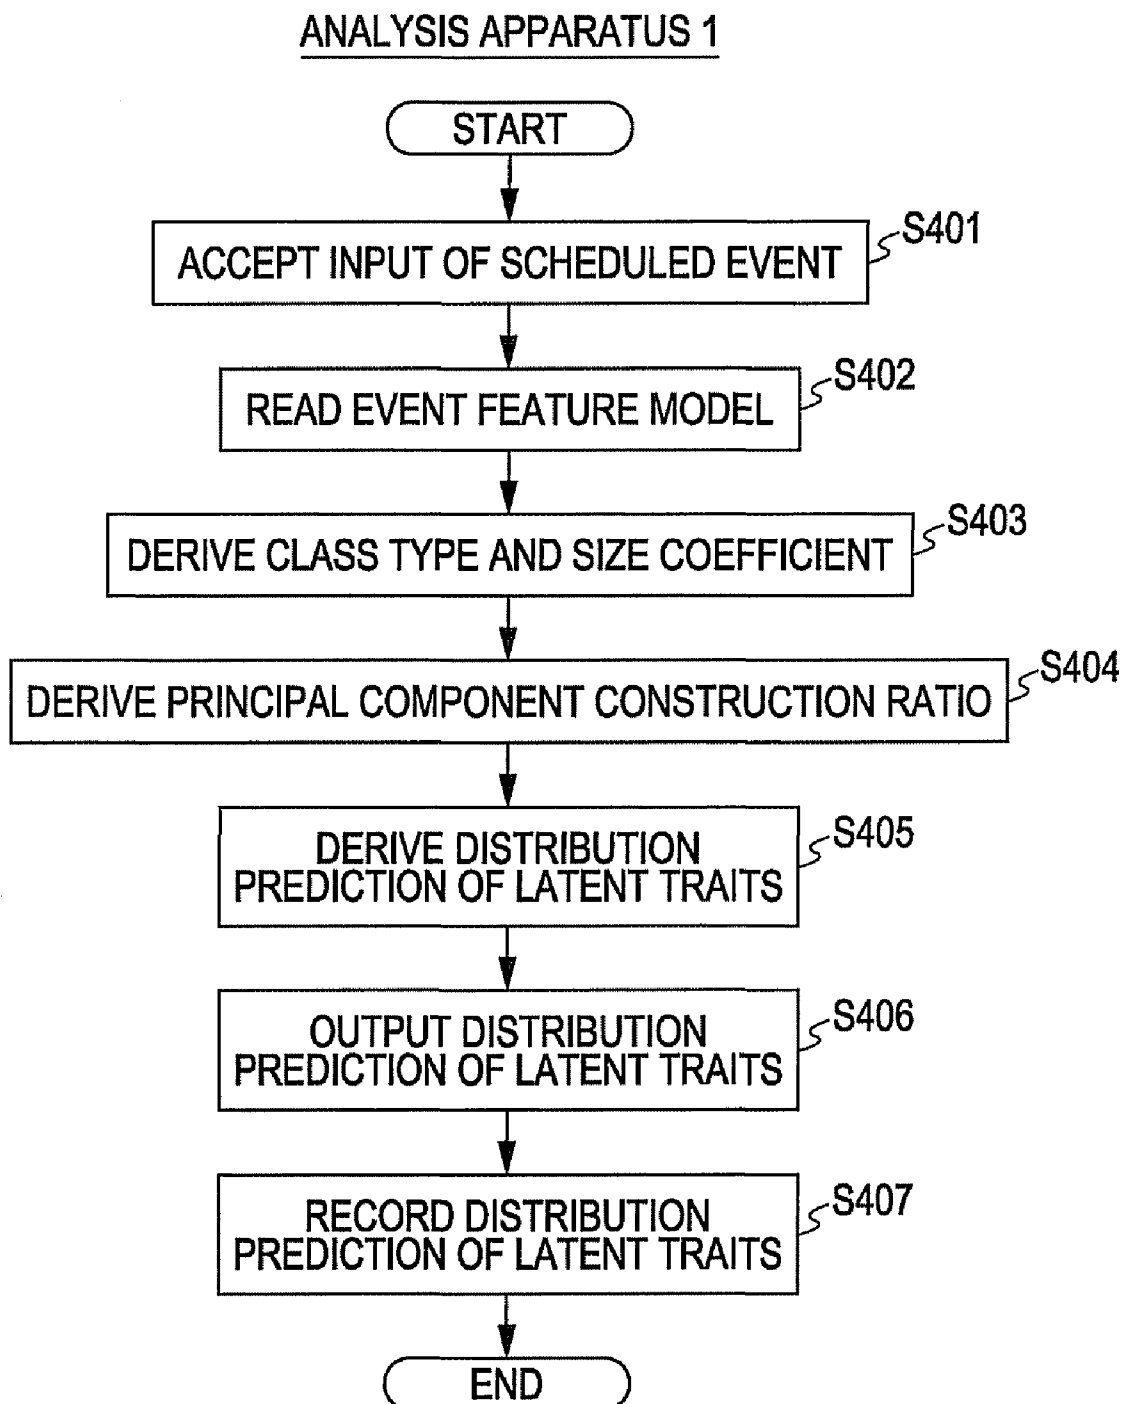 ANALYSIS APPARATUS 1
START
ACCEPT INPUT OF SCHEDULED EVENT
S401
READ EVENT FEATURE MODEL
S402
DERIVE CLASS TYPE AND SIZE COEFFICIENT
S403
DERIVE PRINCIPAL COMPONENT CONSTRUCTION RATIO
S404
DERIVE DISTRIBUTION
PREDICTION OF LATENT TRAITS
S405
OUTPUT DISTRIBUTION
PREDICTION OF LATENT TRAITS
S406
RECORD DISTRIBUTION
PREDICTION OF LATENT TRAITS
S407
END